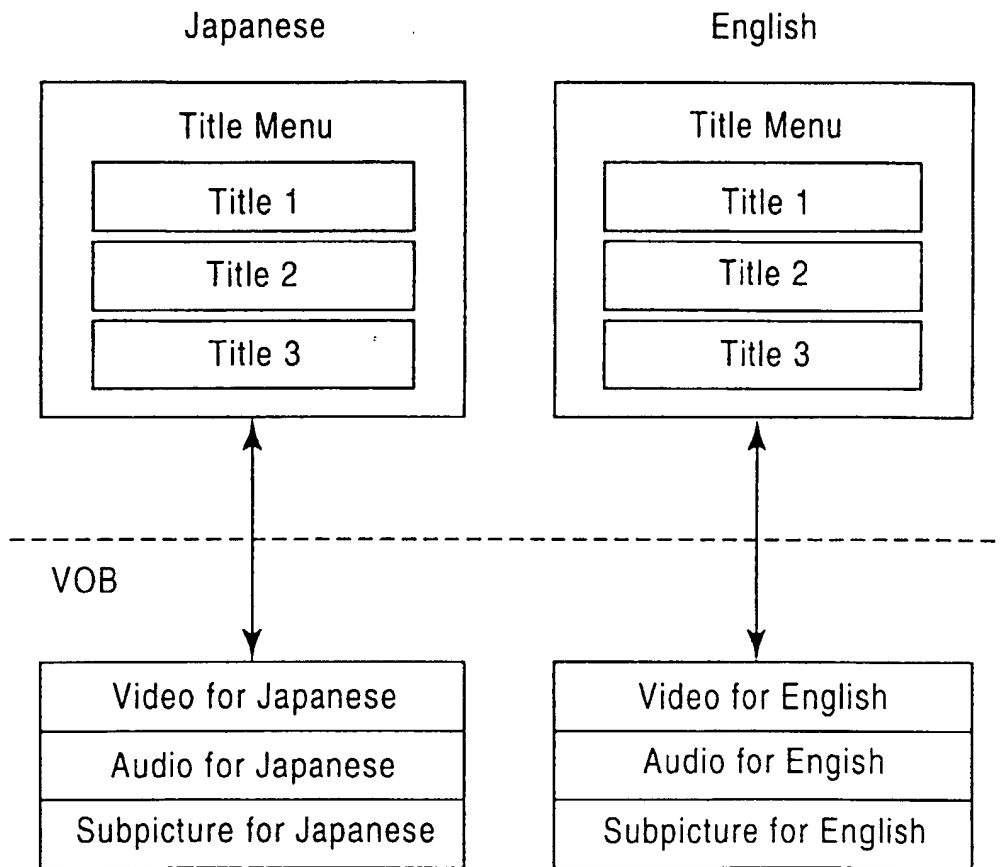 Japanese
English
Title Menu
Title 1
Title 2
Title 3
Title Menu
Title 1
Title 2
Title 3
VOB
Video for Japanese
Audio for Japanese
Subpicture for Japanese
Video for English
Audio for Engish
Subpicture for English